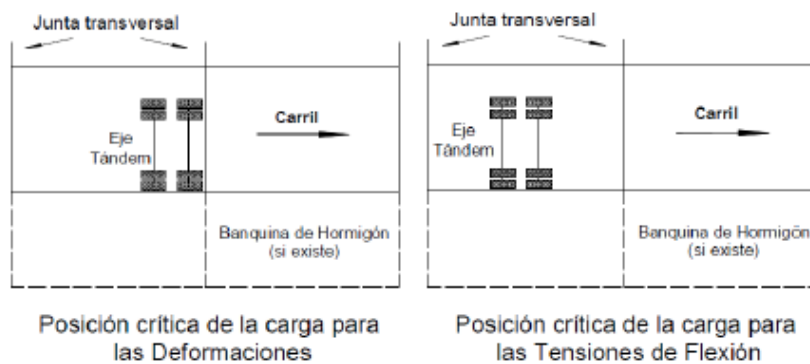 Junta transversal
Eje
Tándem
Carril
Banquina de Hormigón
(si existe)
Posición crítica de la carga para
las Deformaciones
Junta transversal
Eje
Tándem
Carril
Banquina de Hormigón
(si existe)
Posición crítica de la carga para
las Tensiones de Flexión